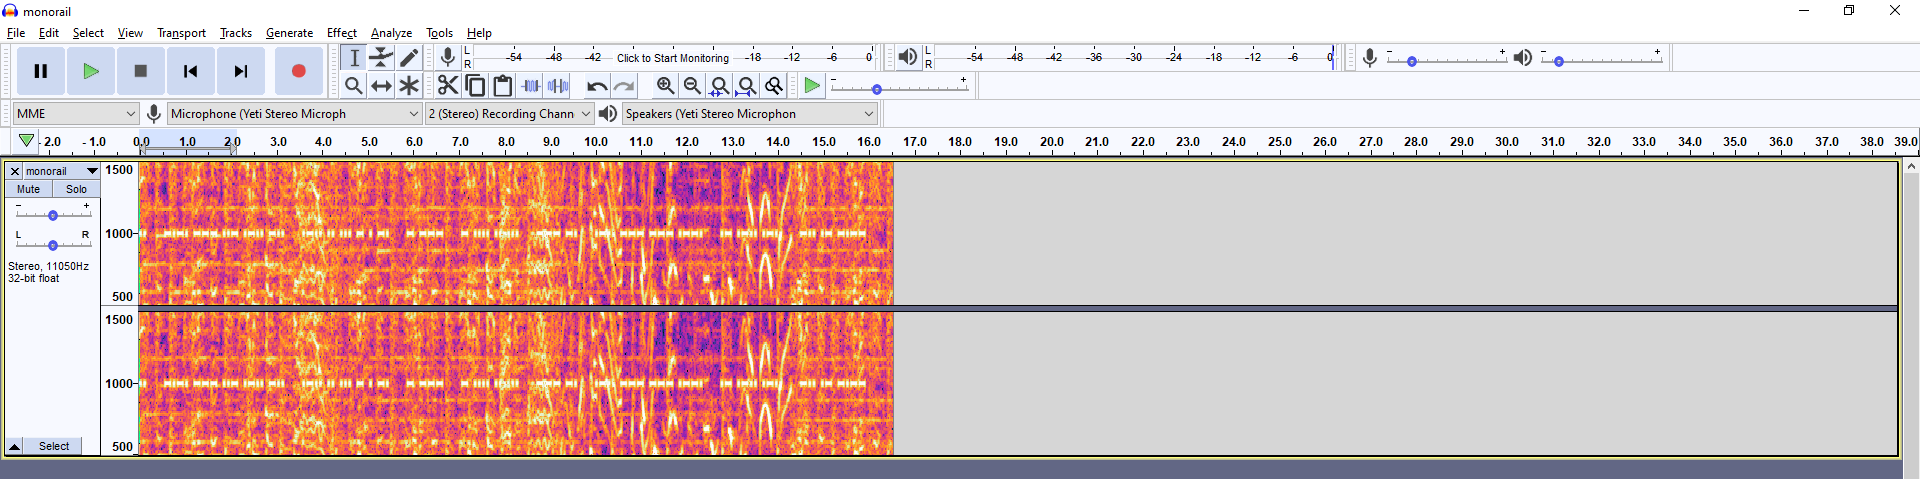 monorail
File Edit Select View Transport Tracks Generate Effect Analyze Tools Help
L R -54 -48 -42 Click to Start Monitoring -18 -12 -6 0 L R -54 -48 -42 -36 -30 -24 -18 -12 -6 0 - + - +
- +
MME Microphone (Yeti Stereo Microph 2 (Stereo) Recording Chann Speakers (Yeti Stereo Microphon
- 2.0 - 1.0 0.0 1.0 2.0 3.0 4.0 5.0 6.0 7.0 8.0 9.0 10.0 11.0 12.0 13.0 14.0 15.0 16.0 17.0 18.0 19.0 20.0 21.0 22.0 23.0 24.0 25.0 26.0 27.0 28.0 29.0 30.0 31.0 32.0 33.0 34.0 35.0 36.0 37.0 38.0 39.0
× monorail 1500
Mute Solo
- +
L R 1000
Stereo, 11050Hz
32-bit float
500
1500
1000
Select 500